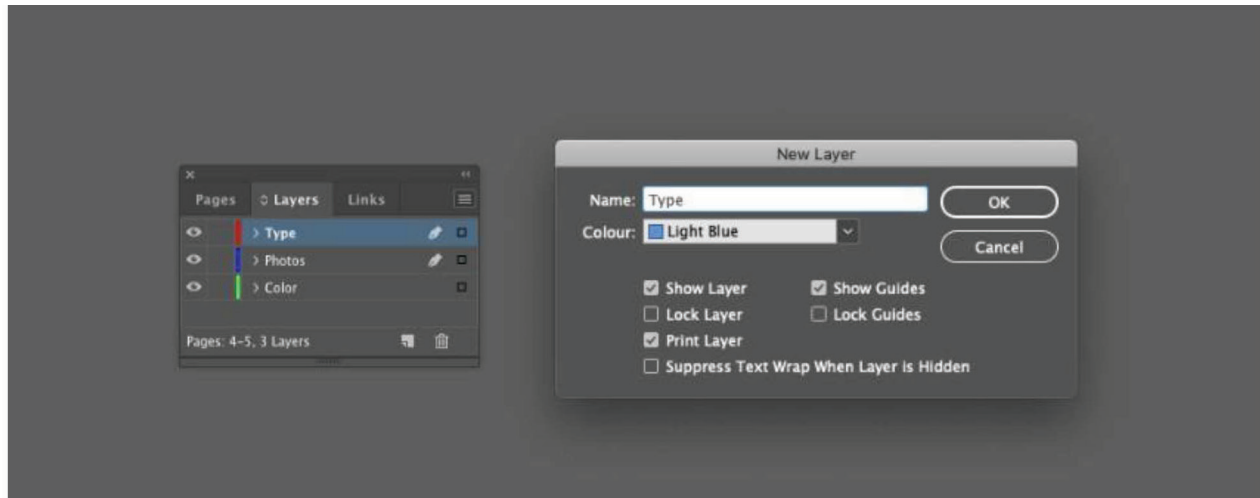 Pages Layers Links
Type
Photos
Color
Pages: 4-5, 3 Layers
New Layer
Name: Type
OK
Colour: Light Blue
Cancel
Show Layer Show Guides
Lock Layer Lock Guides
Print Layer
Suppress Text Wrap When Layer is Hidden